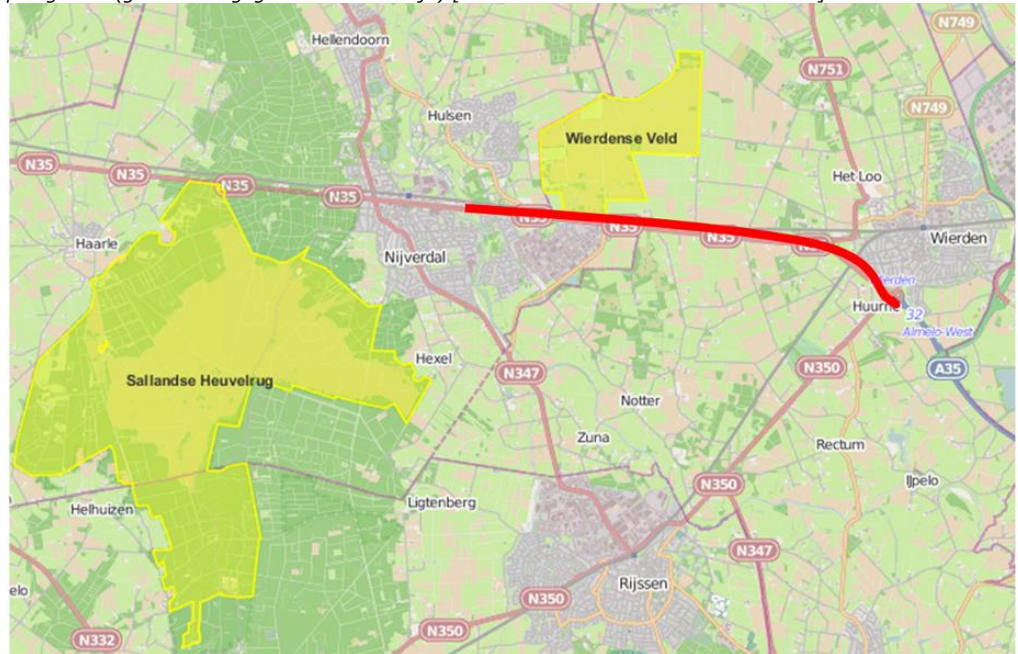 N749
Hellendoorn
N751
N749
Hulsen
Wierdense Veld
N35
N35
N35
N35
Het Loo
N35
N35
Haarle
Nijverdal
Wierden
Huurne
32
Almelo-West
Hexel
N347
N350
A35
Sallandse Heuvelrug
Notter
Zuna
Rectum
N350
IJpelo
Helhuizen
Ligtenberg
N347
Rijssen
N350
N350
N332